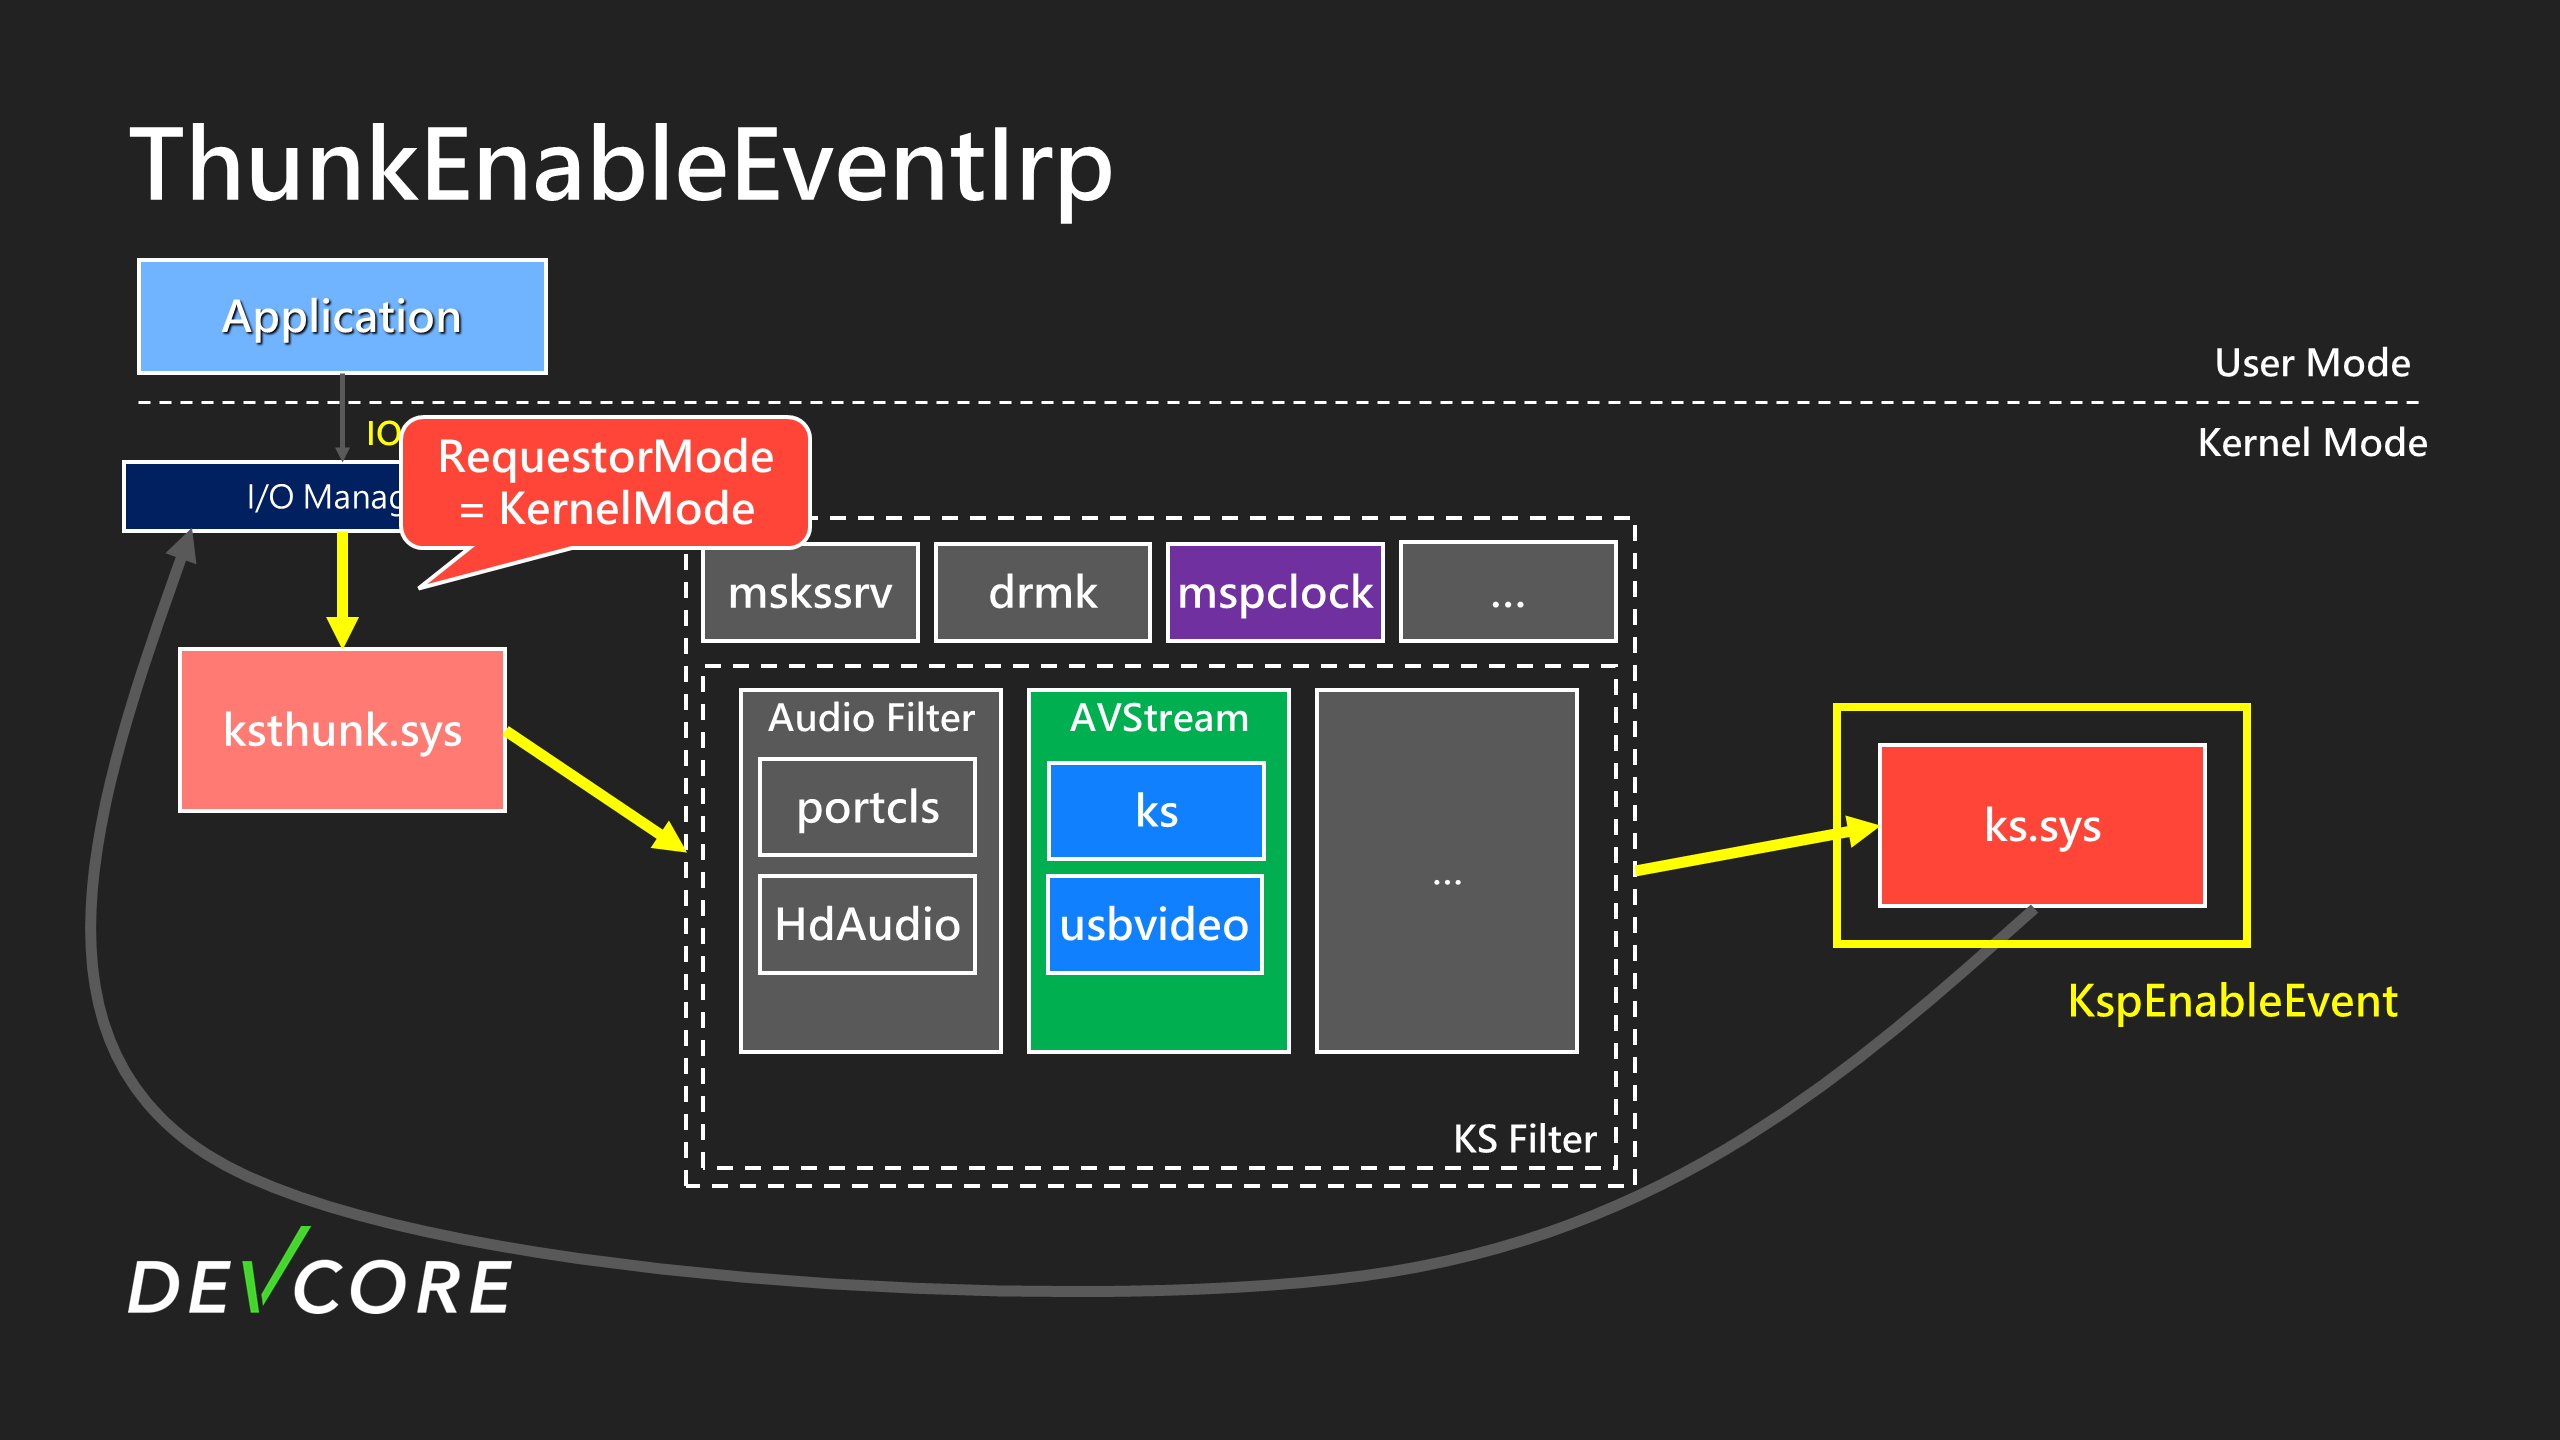 ThunkEnableEventIrp
Application
User Mode
IO
Kernel Mode
RequestorMode
= KernelMode
I/O Manag
mskssrv
drmk
mspclock
...
ksthunk.sys
Audio Filter
AVStream
portcls
ks
ks.sys
...
HdAudio
usbvideo
KspEnableEvent
KS Filter
DEVCORE